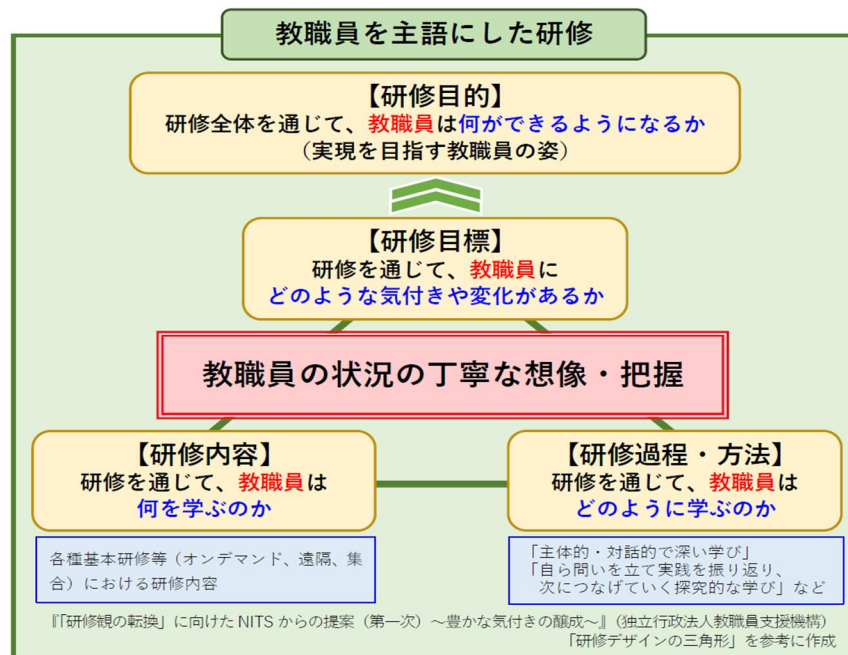 教職員を主語にした研修
【研修目的】
研修全体を通じて、教職員は何ができるようになるか
（実現を目指す教職員の姿）
【研修目標】
研修を通じて、教職員に
どのような気付きや変化があるか
教職員の状況の丁寧な想像・把握
【研修内容】
研修を通じて、教職員は
何を学ぶのか
各種基本研修等（オンデマンド、遠隔、集
合）における研修内容
【研修過程・方法】
研修を通じて、教職員は
どのように学ぶのか
「主体的・対話的で深い学び」
「自ら問いを立て実践を振り返り、
次につなげていく探究的な学び」など
『「研修観の転換」に向けた NITS からの提案（第一次）～豊かな気付きの醸成～』（独立行政法人教職員支援機構）
「研修デザインの三角形」を参考に作成